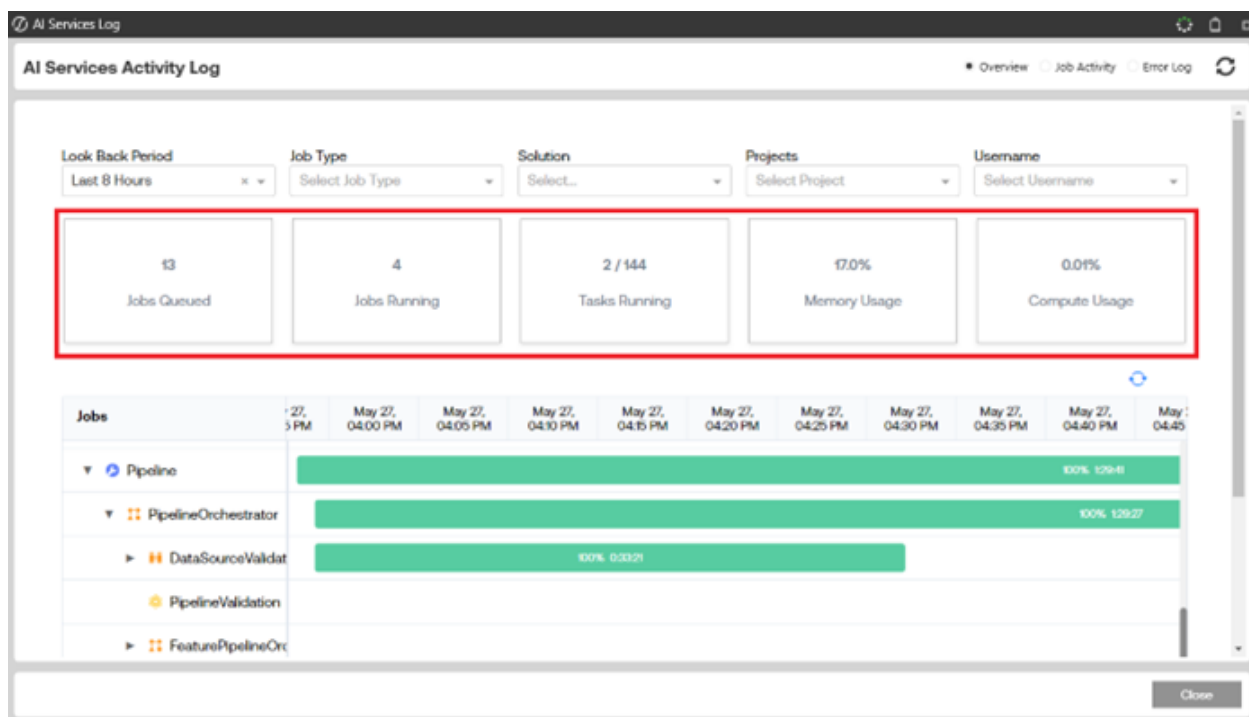 AI Services Log
AI Services Activity Log
Overview Job Activity Error Log
Look Back Period Job Type Solution Projects Username
Last 8 Hours Select Job Type Select... Select Project Select Username
13 4 2 / 144 17.0% 0.01%
Jobs Queued Jobs Running Tasks Running Memory Usage Compute Usage
Jobs 27, May 27, May 27, May 27, May 27, May 27, May 27, May 27, May 27, May 27, May
PM 04:00 PM 04:05 PM 04:10 PM 04:15 PM 04:20 PM 04:25 PM 04:30 PM 04:35 PM 04:40 PM 04:45
Pipeline 100% 1:29:41
PipelineOrchestrator 100% 1:29:27
DataSourceValidat 100% 0:33:21
PipelineValidation
FeaturePipelineOrc
Close